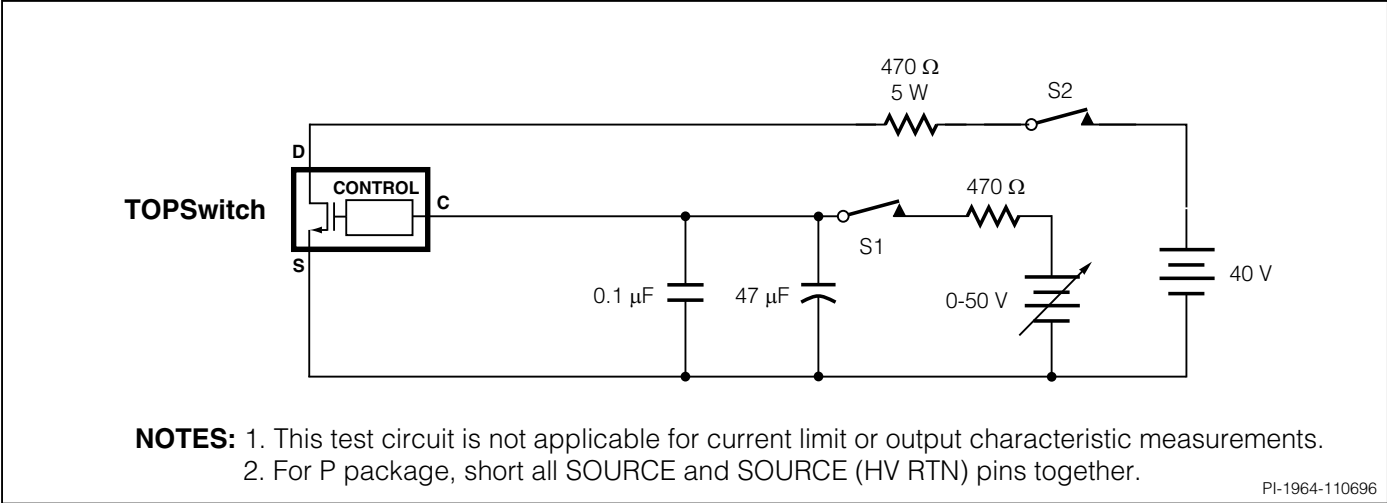 470 Ω
5 W
S2
D
CONTROL
C
TOPSwitch
S
470 Ω
S1
0.1 µF
47 µF
0-50 V
40 V
NOTES: 1. This test circuit is not applicable for current limit or output characteristic measurements.
2. For P package, short all SOURCE and SOURCE (HV RTN) pins together.
PI-1964-110696